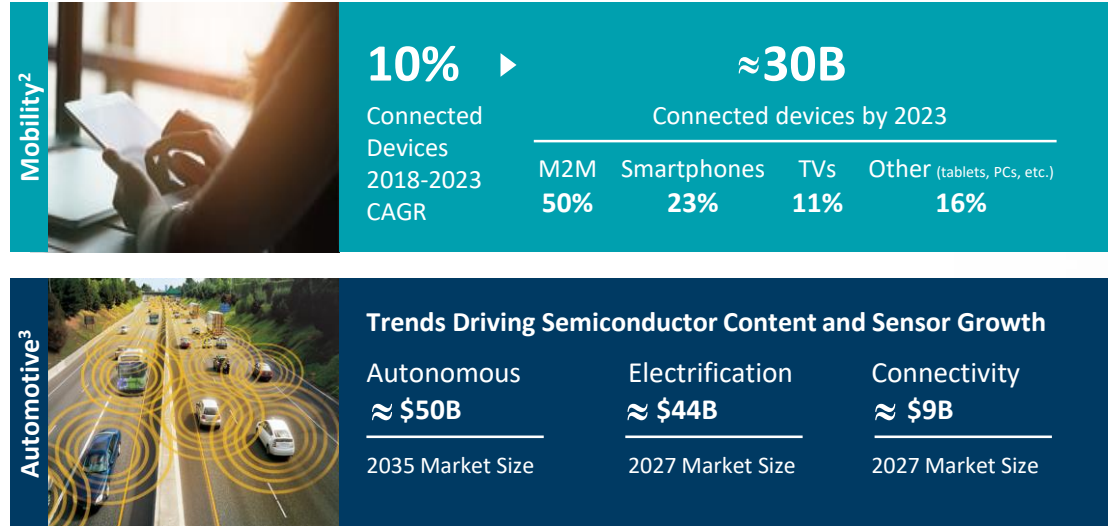 Mobility²
10%
≈30B
Connected
Devices
2018-2023
CAGR
Connected devices by 2023
M2M Smartphones TVs Other (tablets, PCs, etc.)
50% 23% 11% 16%
Automotive³
Trends Driving Semiconductor Content and Sensor Growth
Autonomous Electrification Connectivity
≈ $50B ≈ $44B ≈ $9B
2035 Market Size 2027 Market Size 2027 Market Size